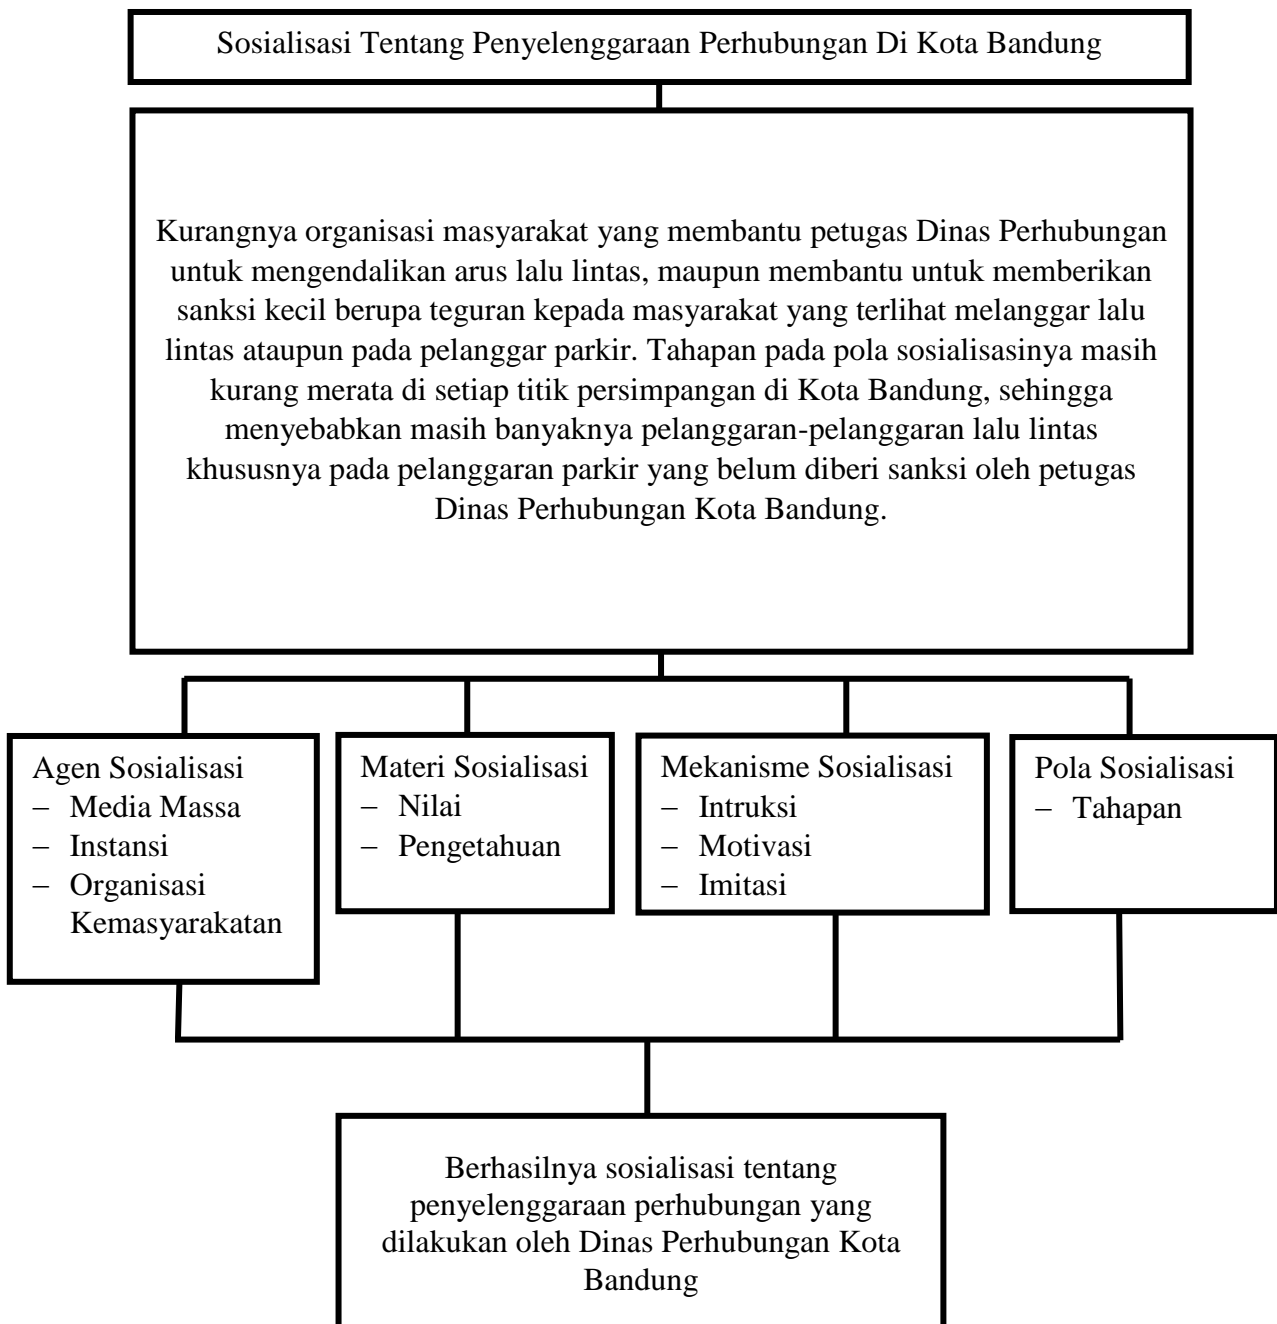 Sosialisasi Tentang Penyelenggaraan Perhubungan Di Kota Bandung
Kurangnya organisasi masyarakat yang membantu petugas Dinas Perhubungan
untuk mengendalikan arus lalu lintas, maupun membantu untuk memberikan
sanksi kecil berupa teguran kepada masyarakat yang terlihat melanggar lalu
lintas ataupun pada pelanggar parkir. Tahapan pada pola sosialisasinya masih
kurang merata di setiap titik persimpangan di Kota Bandung, sehingga
menyebabkan masih banyaknya pelanggaran-pelanggaran lalu lintas
khususnya pada pelanggaran parkir yang belum diberi sanksi oleh petugas
Dinas Perhubungan Kota Bandung.
Agen Sosialisasi
– Media Massa
– Instansi
– Organisasi
Kemasyarakatan
Materi Sosialisasi
– Nilai
– Pengetahuan
Mekanisme Sosialisasi
– Intruksi
– Motivasi
– Imitasi
Pola Sosialisasi
– Tahapan
Berhasilnya sosialisasi tentang
penyelenggaraan perhubungan yang
dilakukan oleh Dinas Perhubungan Kota
Bandung